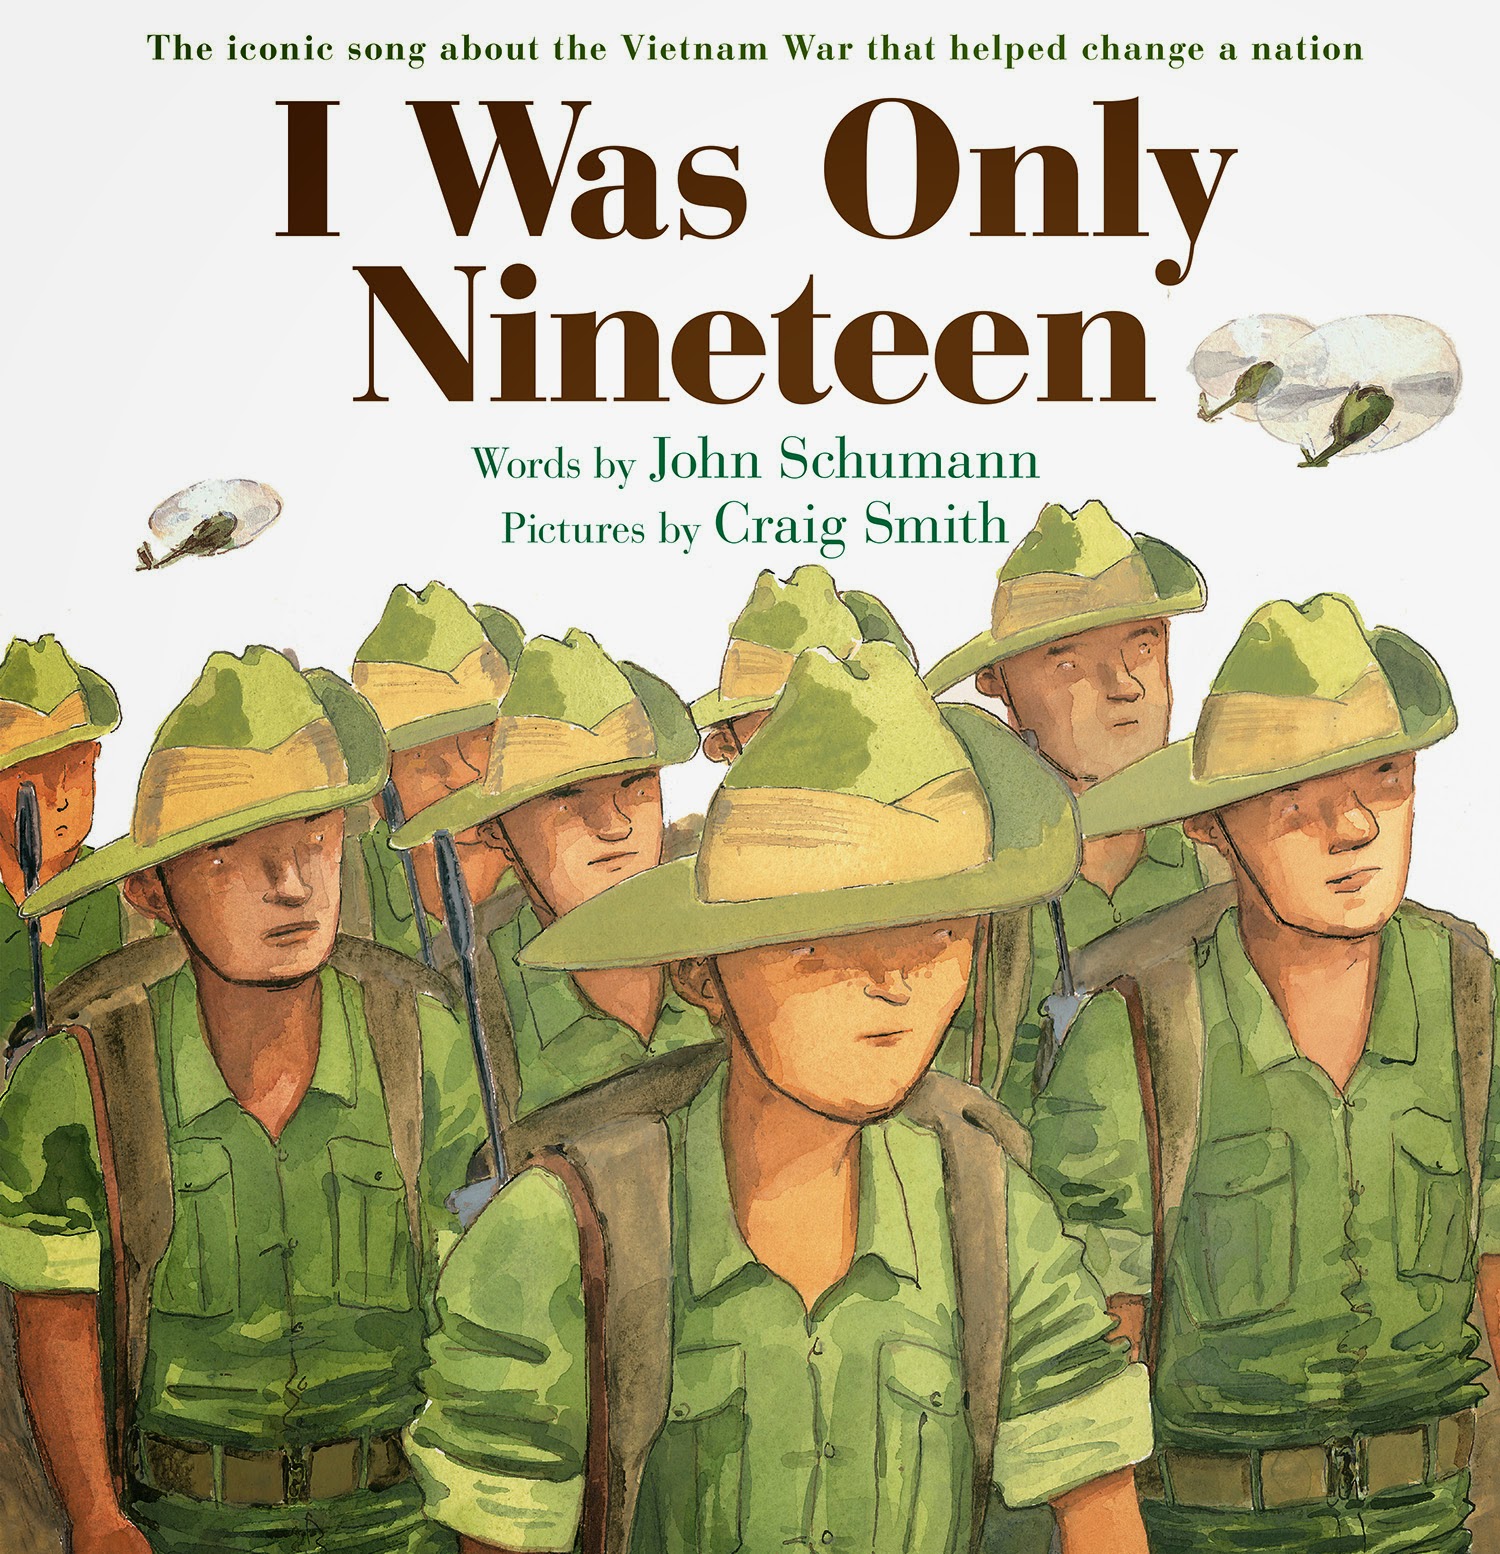 The iconic song about the Vietnam War that helped change a nation
I Was Only
Nineteen
Words by John Schumann
Pictures by Craig Smith